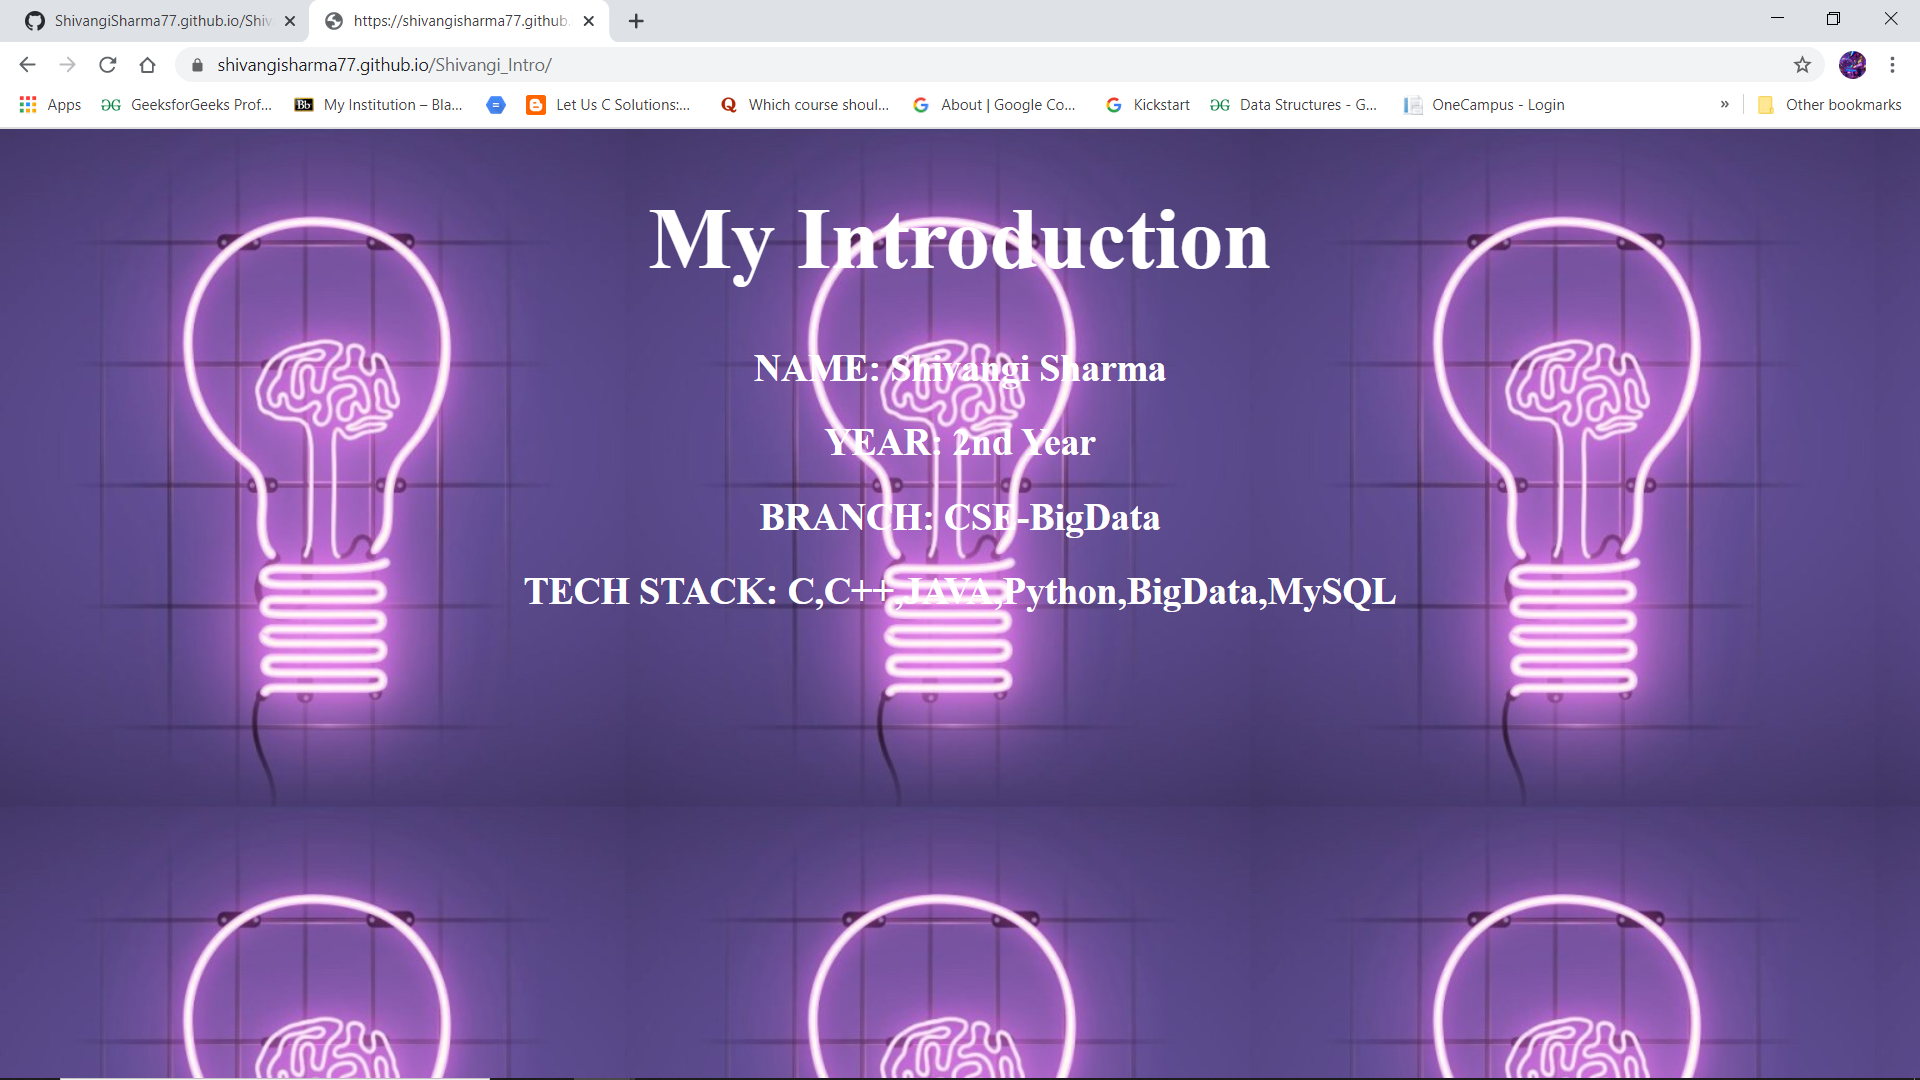 ShivangiSharma77.github.io/Shiv
https://shivangisharma77.github.
shivangisharma77.github.io/Shivangi_Intro/
Apps
GeeksforGeeks Prof...
Bb My Institution – Bla...
Let Us C Solutions:...
Which course shoul...
About | Google Co...
Kickstart
Data Structures - G...
OneCampus - Login
»
Other bookmarks
My Introduction
NAME: Shivangi Sharma
YEAR: 2nd Year
BRANCH: CSE-BigData
TECH STACK: C,C++,JAVA,Python,BigData,MySQL